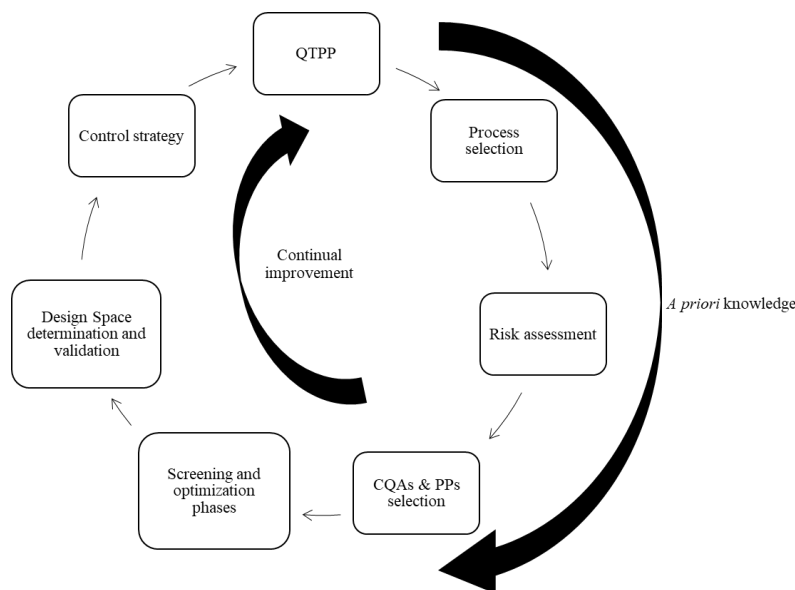 QTPP
Process
selection
Risk assessment
CQAs & PPs
selection
Screening and
optimization
phases
Design Space
determination and
validation
Control strategy
Continual
improvement
A priori knowledge